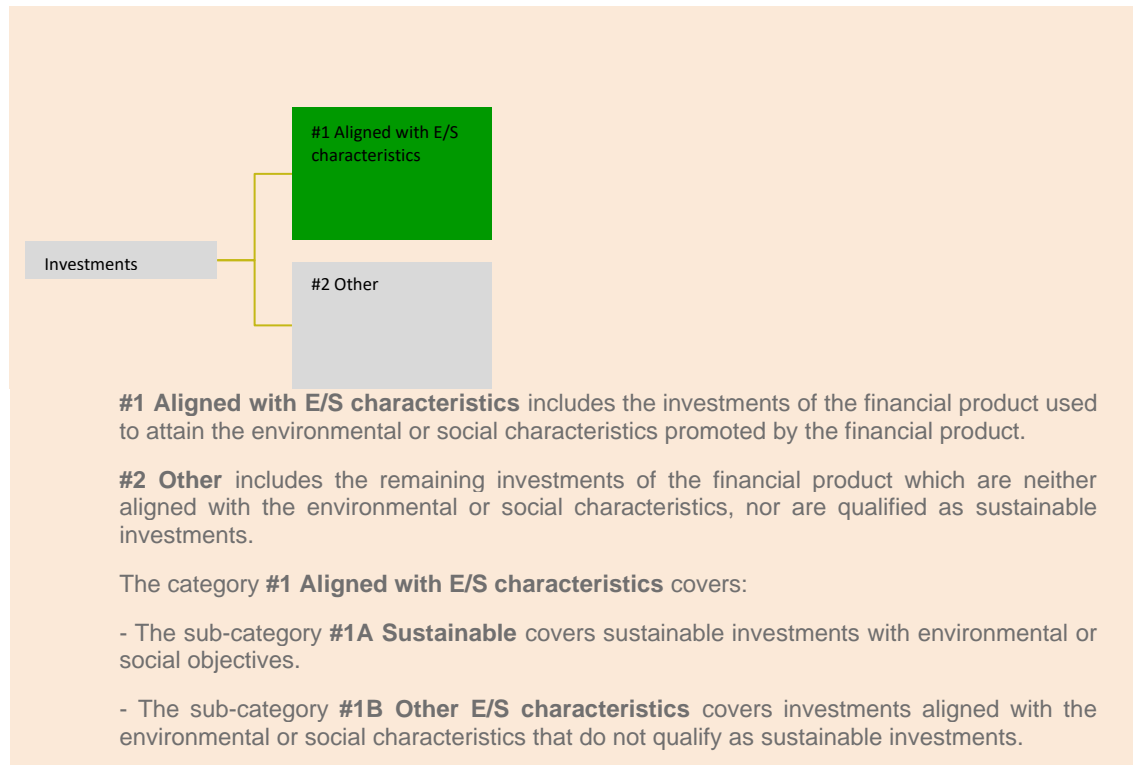 #1 Aligned with E/S
characteristics
Investments
#2 Other
#1 Aligned with E/S characteristics includes the investments of the financial product used
to attain the environmental or social characteristics promoted by the financial product.
#2 Other includes the remaining investments of the financial product which are neither
aligned with the environmental or social characteristics, nor are qualified as sustainable
investments.
The category #1 Aligned with E/S characteristics covers:
- The sub-category #1A Sustainable covers sustainable investments with environmental or
social objectives.
- The sub-category #1B Other E/S characteristics covers investments aligned with the
environmental or social characteristics that do not qualify as sustainable investments.